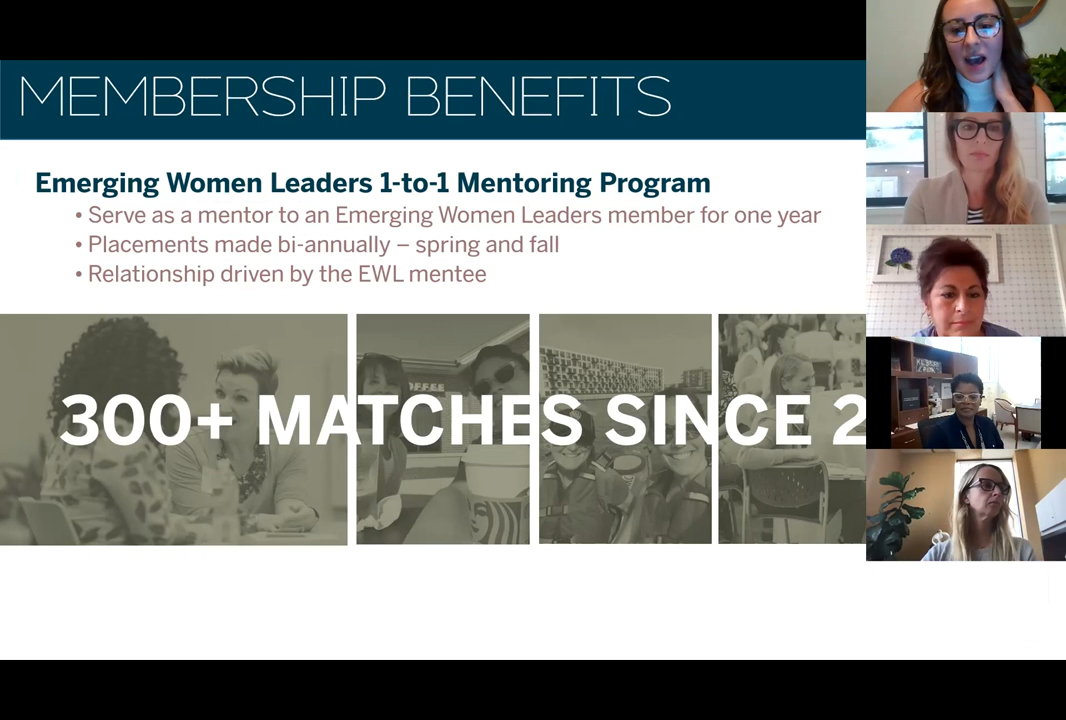 MEMBERSHIP BENEFITS
Emerging Women Leaders 1-to-1 Mentoring Program
• Serve as a mentor to an Emerging Women Leaders member for one year
• Placements made bi-annually – spring and fall
• Relationship driven by the EWL mentee
OFFEE
300+ MATCHES SINCE 2